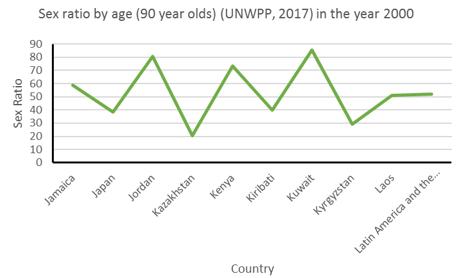 Sex ratio by age (90 year olds) (UNWPP, 2017) in the year 2000
90
80
70
60
50
40
30
20
10
0
Sex Ratio
Jamaica
Japan
Jordan
Kazakhstan
Kenya
Kiribati
Kuwait
Kyrgyzstan
Laos
Latin America and the...
Country